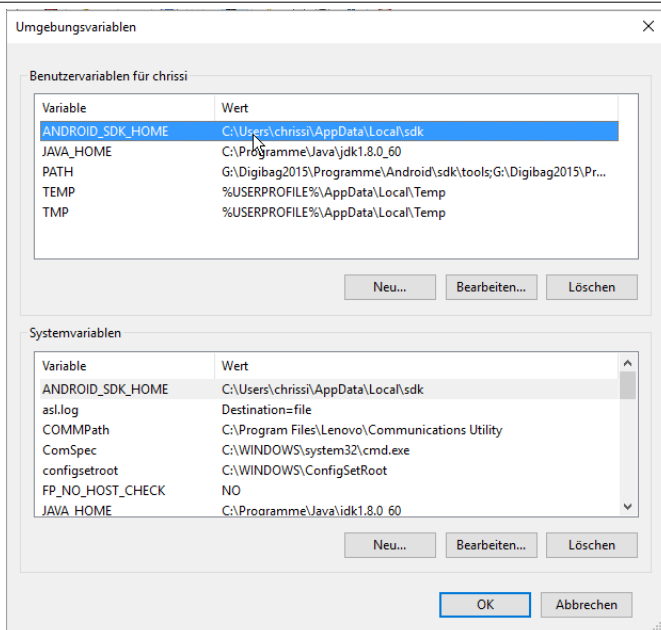 Umgebungsvariablen
Benutzervariablen für chrissi
Variable Wert
ANDROID_SDK_HOME C:\Users\chrissi\AppData\Local\sdk
JAVA_HOME C:\Programme\Java\jdk1.8.0_60
PATH G:\Digibag2015\Programme\Android\sdk\tools;G:\Digibag2015\Pr...
TEMP %USERPROFILE%\AppData\Local\Temp
TMP %USERPROFILE%\AppData\Local\Temp
Neu... Bearbeiten... Löschen
Systemvariablen
Variable Wert
ANDROID_SDK_HOME C:\Users\chrissi\AppData\Local\sdk
asl.log Destination=file
COMMPath C:\Program Files\Lenovo\Communications Utility
ComSpec C:\WINDOWS\system32\cmd.exe
configsetroot C:\WINDOWS\ConfigSetRoot
FP_NO_HOST_CHECK NO
JAVA_HOME C:\Programme\Java\jdk1.8.0_60
Neu... Bearbeiten... Löschen
OK Abbrechen